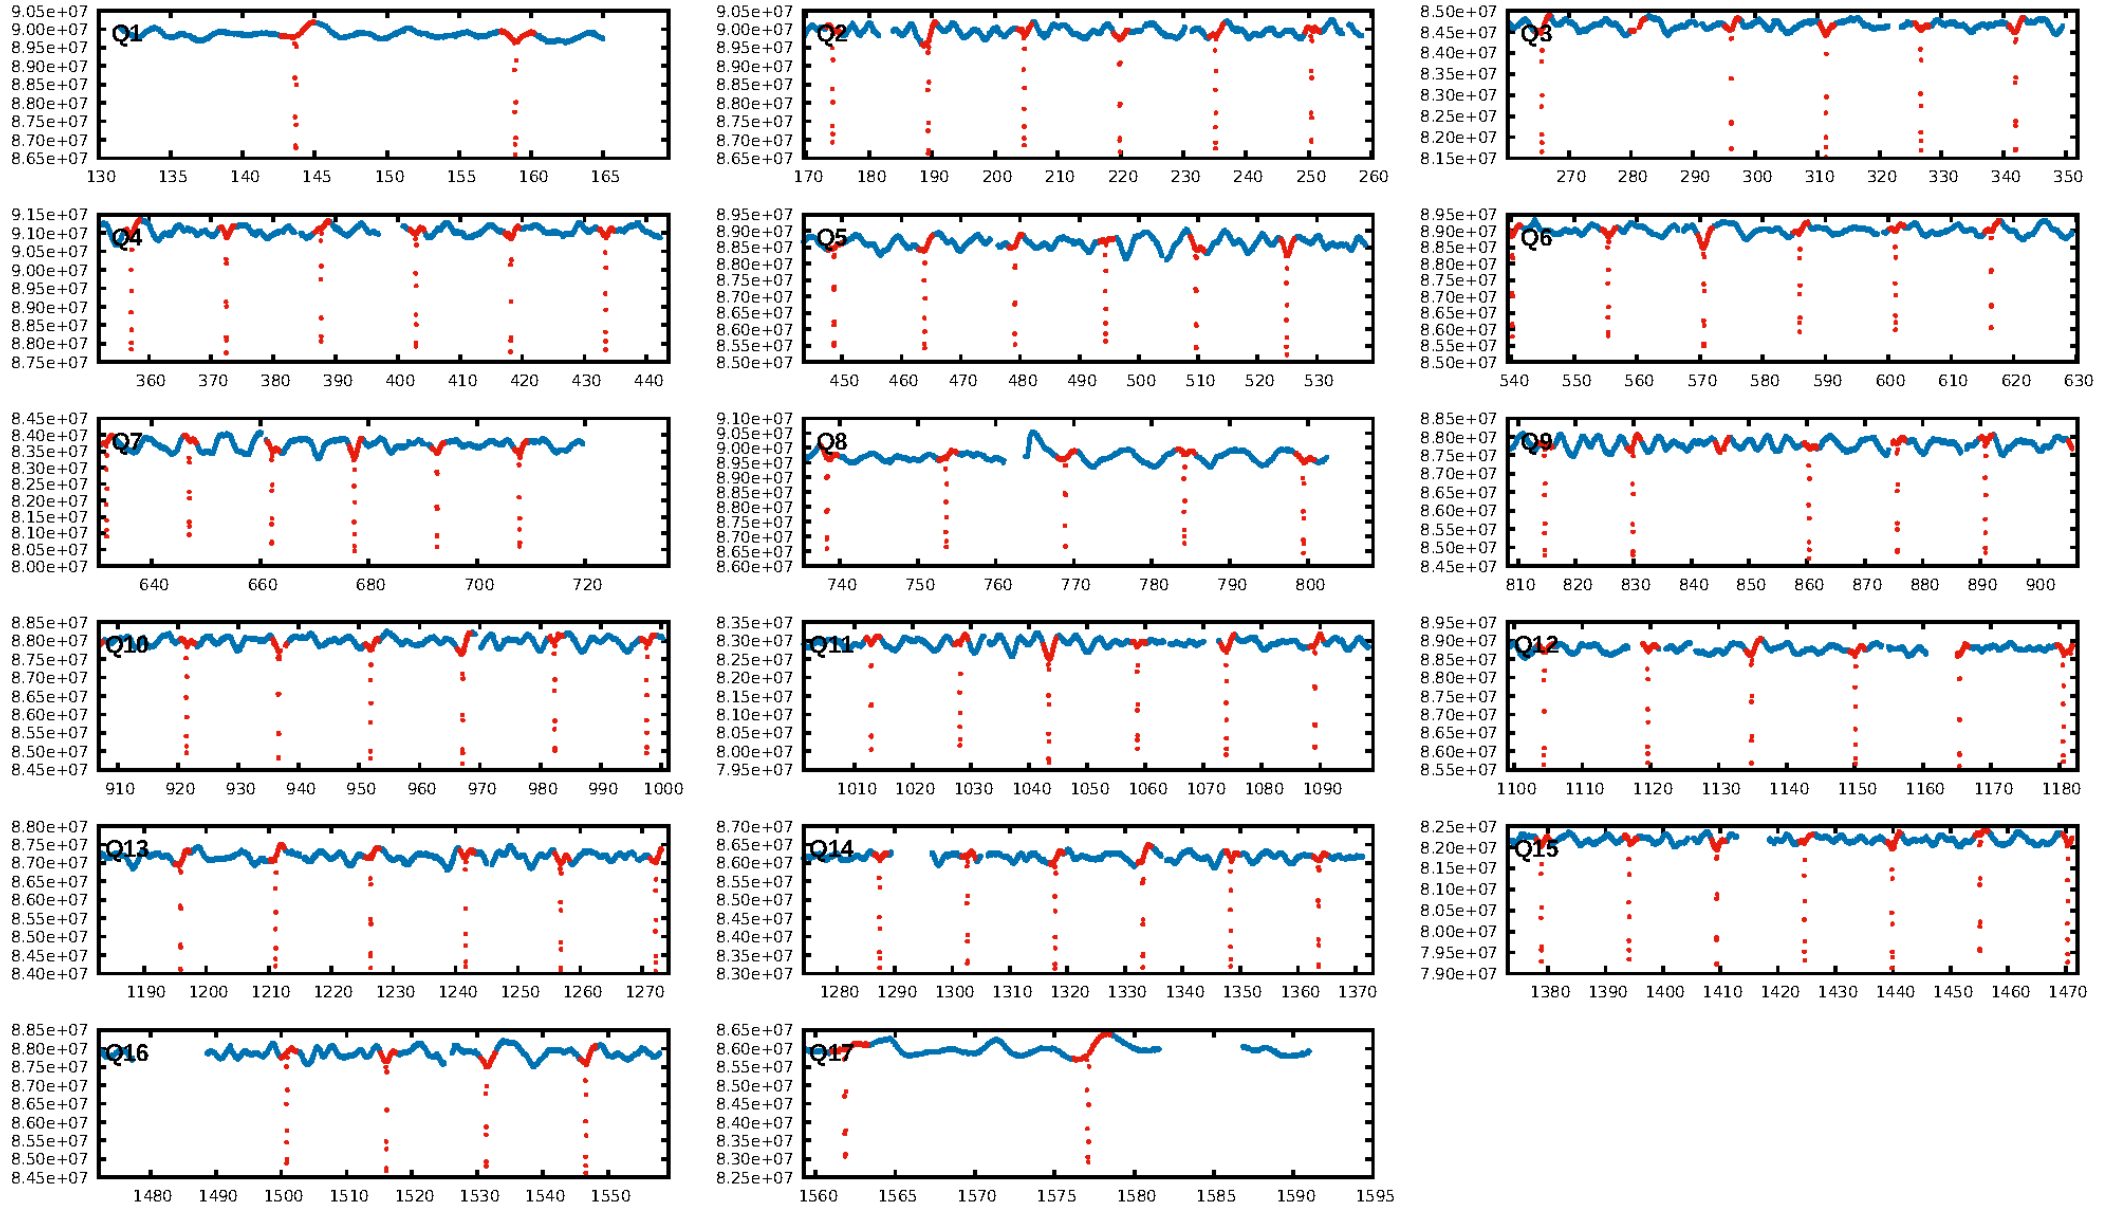 9.05e+07 9.00e+07 8.95e+07 8.90e+07 8.85e+07 8.80e+07 8.75e+07 8.70e+07 8.65e+07
Q1
130 135 140 145 150 155 160 165
9.05e+07 9.00e+07 8.95e+07 8.90e+07 8.85e+07 8.80e+07 8.75e+07 8.70e+07 8.65e+07
Q2
170 180 190 200 210 220 230 240 250 260
8.50e+07 8.45e+07 8.40e+07 8.35e+07 8.30e+07 8.25e+07 8.20e+07 8.15e+07
Q3
270 280 290 300 310 320 330 340 350
9.15e+07 9.10e+07 9.05e+07 9.00e+07 8.95e+07 8.90e+07 8.85e+07 8.80e+07 8.75e+07
Q4
360 370 380 390 400 410 420 430 440
8.95e+07 8.90e+07 8.85e+07 8.80e+07 8.75e+07 8.70e+07 8.65e+07 8.60e+07 8.55e+07 8.50e+07
Q5
450 460 470 480 490 500 510 520 530
8.95e+07 8.90e+07 8.85e+07 8.80e+07 8.75e+07 8.70e+07 8.65e+07 8.60e+07 8.55e+07 8.50e+07
Q6
540 550 560 570 580 590 600 610 620 630
8.45e+07 8.40e+07 8.35e+07 8.30e+07 8.25e+07 8.20e+07 8.15e+07 8.10e+07 8.05e+07 8.00e+07
Q7
640 660 680 700 720
9.10e+07 9.05e+07 9.00e+07 8.95e+07 8.90e+07 8.85e+07 8.80e+07 8.75e+07 8.70e+07 8.65e+07 8.60e+07
Q8
740 750 760 770 780 790 800
8.85e+07 8.80e+07 8.75e+07 8.70e+07 8.65e+07 8.60e+07 8.55e+07 8.50e+07 8.45e+07
Q9
810 820 830 840 850 860 870 880 890 900
8.85e+07 8.80e+07 8.75e+07 8.70e+07 8.65e+07 8.60e+07 8.55e+07 8.50e+07 8.45e+07
Q10
910 920 930 940 950 960 970 980 990 1000
8.35e+07 8.30e+07 8.25e+07 8.20e+07 8.15e+07 8.10e+07 8.05e+07 8.00e+07 7.95e+07
Q11
1010 1020 1030 1040 1050 1060 1070 1080 1090
8.95e+07 8.90e+07 8.85e+07 8.80e+07 8.75e+07 8.70e+07 8.65e+07 8.60e+07 8.55e+07
Q12
1100 1110 1120 1130 1140 1150 1160 1170 1180
8.80e+07 8.75e+07 8.70e+07 8.65e+07 8.60e+07 8.55e+07 8.50e+07 8.45e+07 8.40e+07
Q13
1190 1200 1210 1220 1230 1240 1250 1260 1270
8.70e+07 8.65e+07 8.60e+07 8.55e+07 8.50e+07 8.45e+07 8.40e+07 8.35e+07 8.30e+07
Q14
1280 1290 1300 1310 1320 1330 1340 1350 1360 1370
8.25e+07 8.20e+07 8.15e+07 8.10e+07 8.05e+07 8.00e+07 7.95e+07 7.90e+07
Q15
1380 1390 1400 1410 1420 1430 1440 1450 1460 1470
8.85e+07 8.80e+07 8.75e+07 8.70e+07 8.65e+07 8.60e+07 8.55e+07 8.50e+07 8.45e+07
Q16
1480 1490 1500 1510 1520 1530 1540 1550
8.65e+07 8.60e+07 8.55e+07 8.50e+07 8.45e+07 8.40e+07 8.35e+07 8.30e+07 8.25e+07
Q17
1560 1565 1570 1575 1580 1585 1590 1595